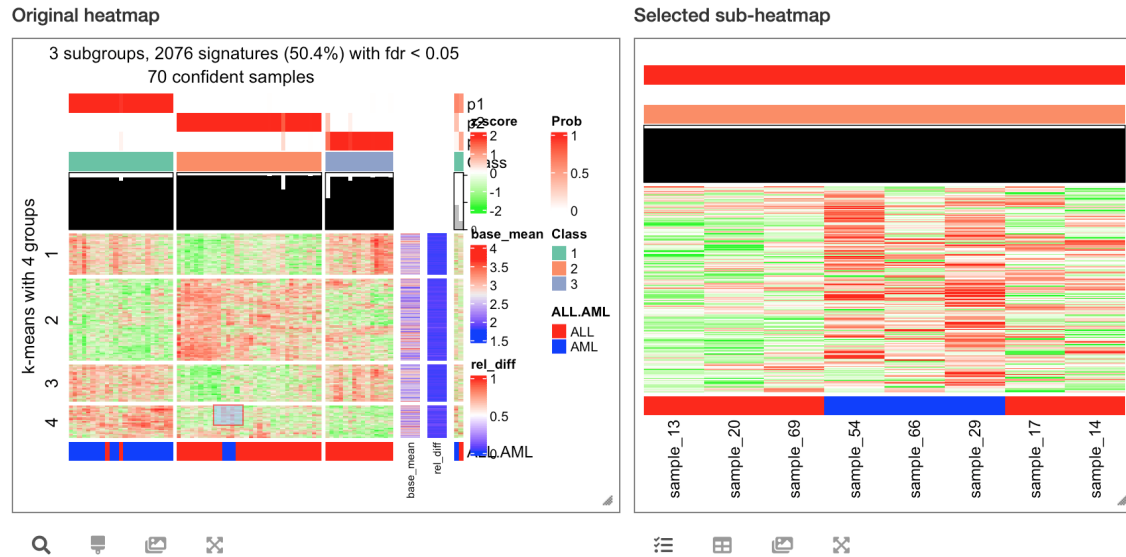 Original heatmap
3 subgroups, 2076 signatures (50.4%) with fdr < 0.05
70 confident samples
p1
p2
z-score
2
1
0
-1
-2
Prob
1
0.5
0
k-means with 4 groups
1
2
3
4
base_mean
4
3.5
3
2.5
2
1.5
Class
1
2
3
ALL.AML
ALL
AML
rel_diff
1
0.5
0
ALL.AML
base_mean
rel_diff
Selected sub-heatmap
sample_13
sample_20
sample_69
sample_54
sample_66
sample_29
sample_17
sample_14